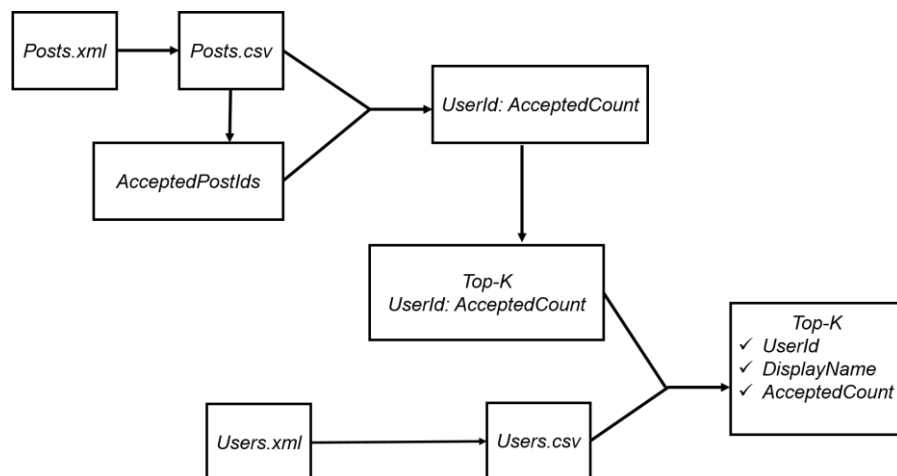 Posts.xml
Posts.csv
UserId: AcceptedCount
AcceptedPostIds
Top-K
UserId: AcceptedCount
Top-K
✓ UserId
✓ DisplayName
✓ AcceptedCount
Users.xml
Users.csv